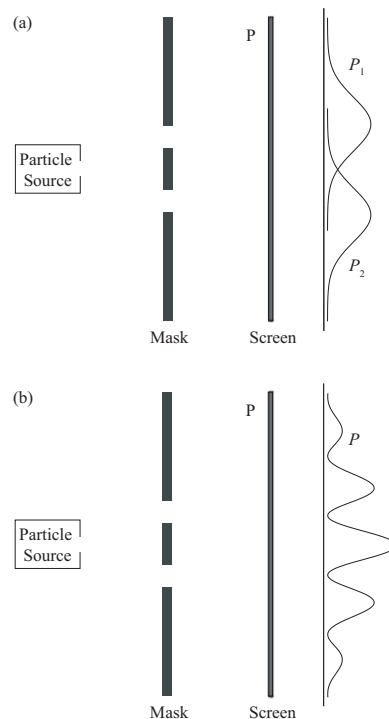 (a)
P
P1
Particle
Source
P2
Mask
Screen
(b)
P
P
Particle
Source
Mask
Screen